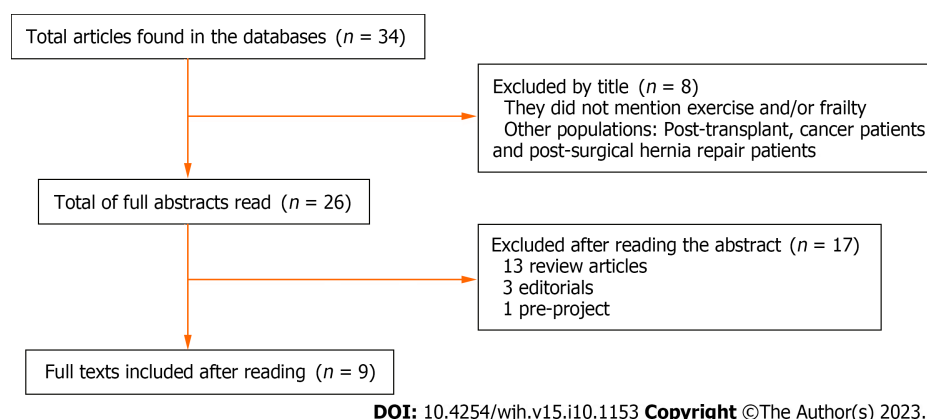 Total articles found in the databases (n = 34)
Excluded by title (n = 8)
They did not mention exercise and/or frailty
Other populations: Post-transplant, cancer patients
and post-surgical hernia repair patients
Total of full abstracts read (n = 26)
Excluded after reading the abstract (n = 17)
13 review articles
3 editorials
1 pre-project
Full texts included after reading (n = 9)
DOI: 10.4254/wjh.v15.i10.1153 Copyright ©The Author(s) 2023.